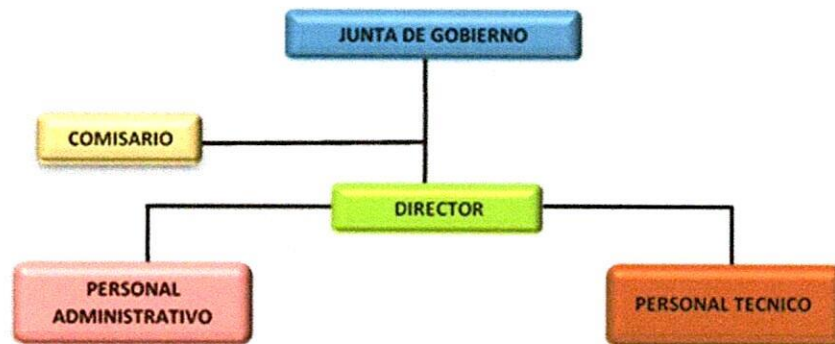 JUNTA DE GOBIERNO
COMISARIO
DIRECTOR
PERSONAL
ADMINISTRATIVO
PERSONAL TECNICO